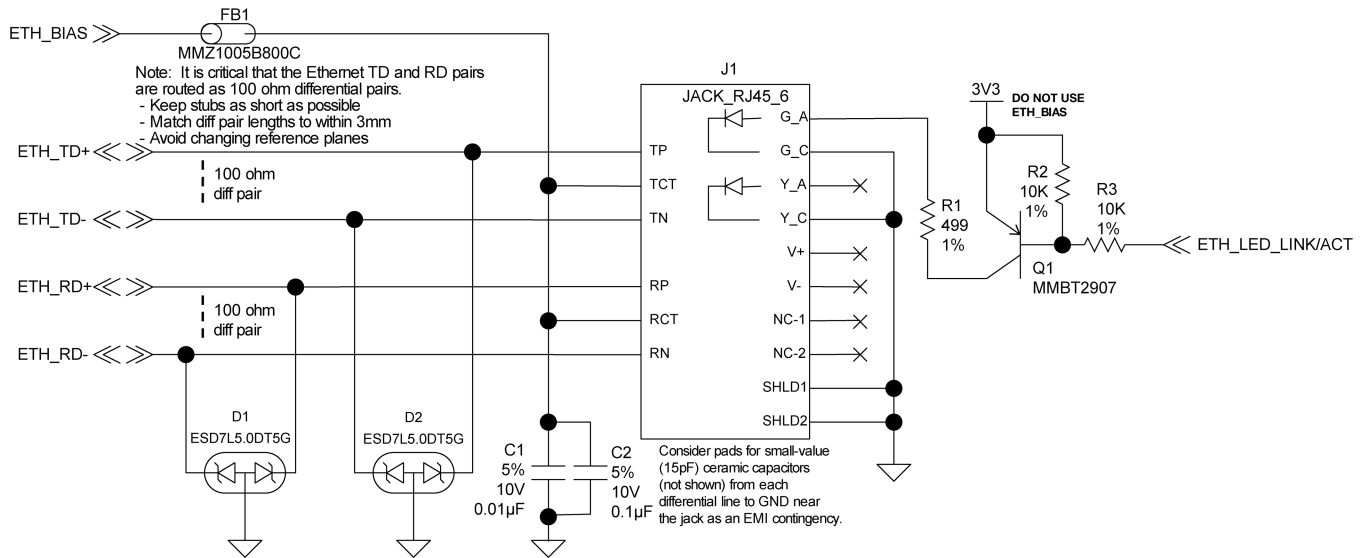 FB1
ETH_BIAS
MMZ1005B800C
Note: It is critical that the Ethernet TD and RD pairs
are routed as 100 ohm differential pairs.
- Keep stubs as short as possible
- Match diff pair lengths to within 3mm
- Avoid changing reference planes
ETH_TD+
100 ohm
diff pair
ETH_TD-
ETH_RD+
100 ohm
diff pair
ETH_RD-
D1
ESD7L5.0DT5G
D2
ESD7L5.0DT5G
C1
5%
10V
0.01µF
C2
5%
10V
0.1µF
J1
JACK_RJ45_6
TP
TCT
TN
RP
RCT
RN
G_A
G_C
Y_A
Y_C
V+
V-
NC-1
NC-2
SHLD1
SHLD2
Consider pads for small-value
(15pF) ceramic capacitors
(not shown) from each
differential line to GND near
the jack as an EMI contingency.
3V3
DO NOT USE
ETH_BIAS
R1
499
1%
R2
10K
1%
R3
10K
1%
Q1
MMBT2907
ETH_LED_LINK/ACT